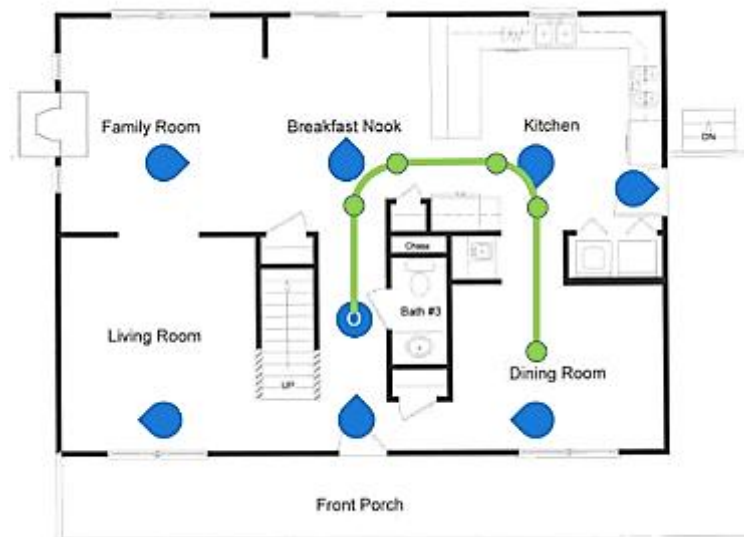 Family Room
Breakfast Nook
Kitchen
DN
Chase
Bath #3
Living Room
UP
Dining Room
Front Porch